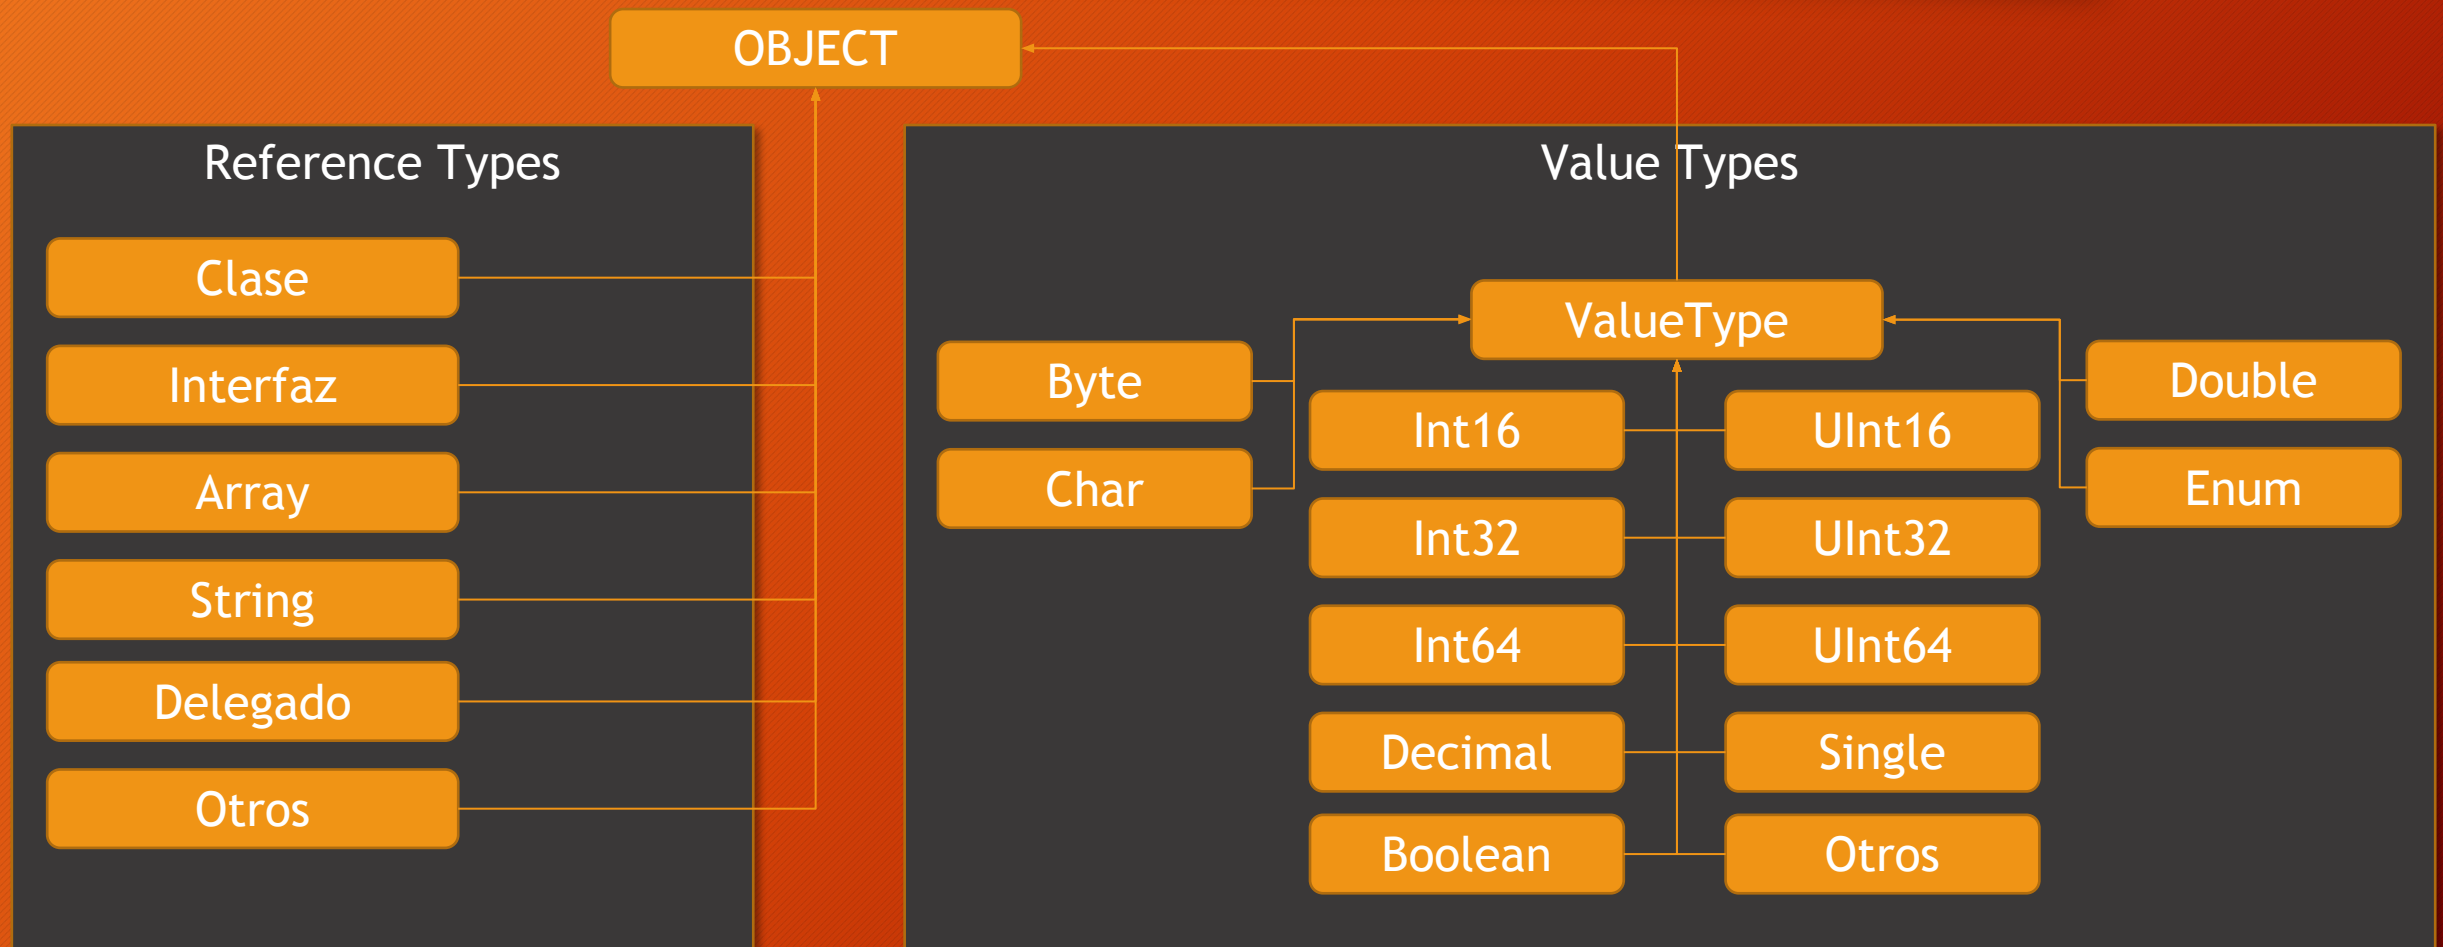 OBJECT
Reference Types
Clase
Interfaz
Array
String
Delegado
Otros
Value Types
ValueType
Byte
Char
Int16
UInt16
Int32
UInt32
Int64
UInt64
Decimal
Single
Boolean
Otros
Double
Enum